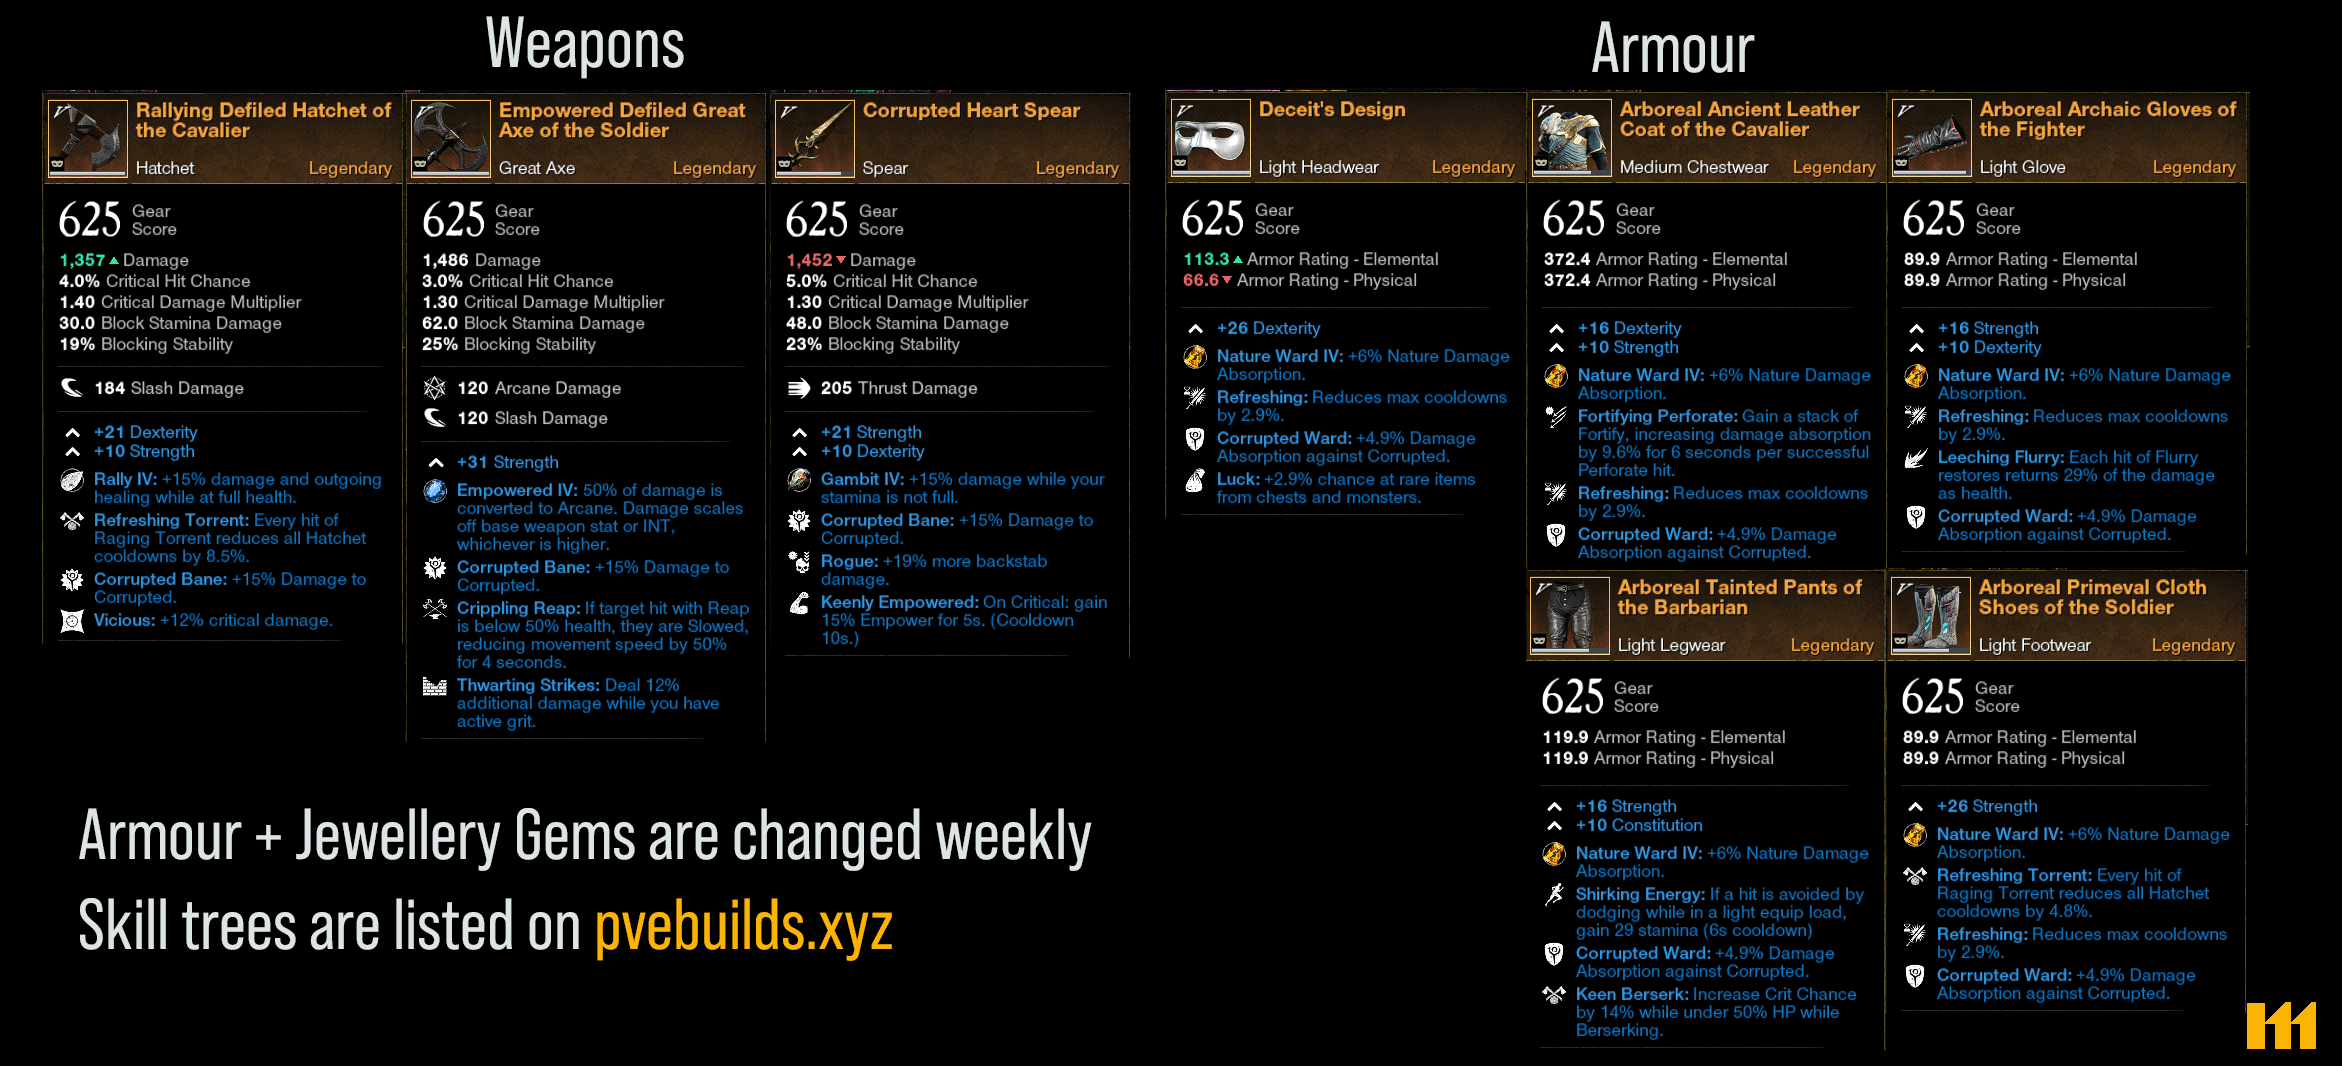 Weapons
Armour
Rallying Defiled Hatchet of
the Cavalier
Hatchet Legendary
625 Gear
Score
1,357 Damage
4.0% Critical Hit Chance
1.40 Critical Damage Multiplier
30.0 Block Stamina Damage
19% Blocking Stability
184 Slash Damage
+21 Dexterity
+10 Strength
Rally IV: +15% damage and outgoing
healing while at full health.
Refreshing Torrent: Every hit of
Raging Torrent reduces all Hatchet
cooldowns by 8.5%.
Corrupted Bane: +15% Damage to
Corrupted.
Vicious: +12% critical damage.
Empowered Defiled Great
Axe of the Soldier
Great Axe Legendary
625 Gear
Score
1,486 Damage
3.0% Critical Hit Chance
1.30 Critical Damage Multiplier
62.0 Block Stamina Damage
25% Blocking Stability
120 Arcane Damage
120 Slash Damage
+31 Strength
Empowered IV: 50% of damage is
converted to Arcane. Damage scales
off base weapon stat or INT,
whichever is higher.
Corrupted Bane: +15% Damage to
Corrupted.
Crippling Reap: If target hit with Reap
is below 50% health, they are Slowed,
reducing movement speed by 50%
for 4 seconds.
Thwarting Strikes: Deal 12%
additional damage while you have
active grit.
Corrupted Heart Spear
Spear Legendary
625 Gear
Score
1,452 Damage
5.0% Critical Hit Chance
1.30 Critical Damage Multiplier
48.0 Block Stamina Damage
23% Blocking Stability
205 Thrust Damage
+21 Strength
+10 Dexterity
Gambit IV: +15% damage while your
stamina is not full.
Corrupted Bane: +15% Damage to
Corrupted.
Rogue: +19% more backstab
damage.
Keenly Empowered: On Critical: gain
15% Empower for 5s. (Cooldown
10s.)
Deceit's Design
Light Headwear Legendary
625 Gear
Score
113.3 Armor Rating - Elemental
66.6 Armor Rating - Physical
+26 Dexterity
Nature Ward IV: +6% Nature Damage
Absorption.
Refreshing: Reduces max cooldowns
by 2.9%.
Corrupted Ward: +4.9% Damage
Absorption against Corrupted.
Luck: +2.9% chance at rare items
from chests and monsters.
Arboreal Ancient Leather
Coat of the Cavalier
Medium Chestwear Legendary
625 Gear
Score
372.4 Armor Rating - Elemental
372.4 Armor Rating - Physical
+16 Dexterity
+10 Strength
Nature Ward IV: +6% Nature Damage
Absorption.
Fortifying Perforate: Gain a stack of
Fortify, increasing damage absorption
by 9.6% for 6 seconds per successful
Perforate hit.
Refreshing: Reduces max cooldowns
by 2.9%.
Corrupted Ward: +4.9% Damage
Absorption against Corrupted.
Arboreal Archaic Gloves of
the Fighter
Light Glove Legendary
625 Gear
Score
89.9 Armor Rating - Elemental
89.9 Armor Rating - Physical
+16 Strength
+10 Dexterity
Nature Ward IV: +6% Nature Damage
Absorption.
Refreshing: Reduces max cooldowns
by 2.9%.
Leeching Flurry: Each hit of Flurry
restores returns 29% of the damage
as health.
Corrupted Ward: +4.9% Damage
Absorption against Corrupted.
Arboreal Tainted Pants of
the Barbarian
Light Legwear Legendary
625 Gear
Score
119.9 Armor Rating - Elemental
119.9 Armor Rating - Physical
+16 Strength
+10 Constitution
Nature Ward IV: +6% Nature Damage
Absorption.
Shirking Energy: If a hit is avoided by
dodging while in a light equip load,
gain 29 stamina (6s cooldown)
Corrupted Ward: +4.9% Damage
Absorption against Corrupted.
Keen Berserk: Increase Crit Chance
by 14% while under 50% HP while
Berserking.
Arboreal Primeval Cloth
Shoes of the Soldier
Light Footwear Legendary
625 Gear
Score
89.9 Armor Rating - Elemental
89.9 Armor Rating - Physical
+26 Strength
Nature Ward IV: +6% Nature Damage
Absorption.
Refreshing Torrent: Every hit of
Raging Torrent reduces all Hatchet
cooldowns by 4.8%.
Refreshing: Reduces max cooldowns
by 2.9%.
Corrupted Ward: +4.9% Damage
Absorption against Corrupted.
Armour + Jewellery Gems are changed weekly
Skill trees are listed on pvebuilds.xyz